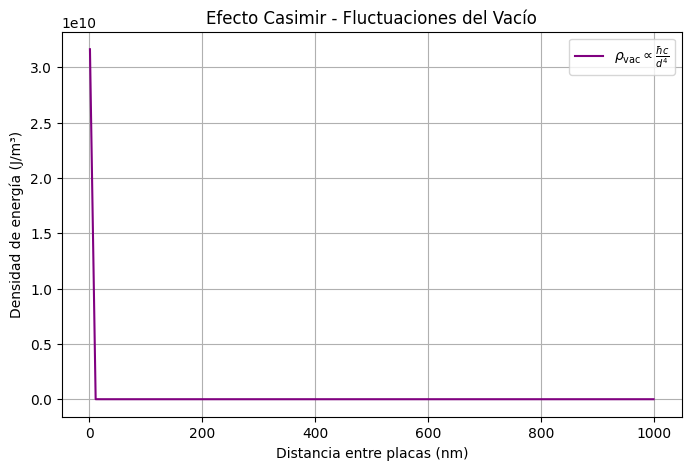 Efecto Casimir - Fluctuaciones del Vacío
1e10
ρ_vac ∝ ħc/d⁴
3.0
2.5
2.0
1.5
1.0
0.5
0.0
Densidad de energía (J/m³)
0 200 400 600 800 1000
Distancia entre placas (nm)